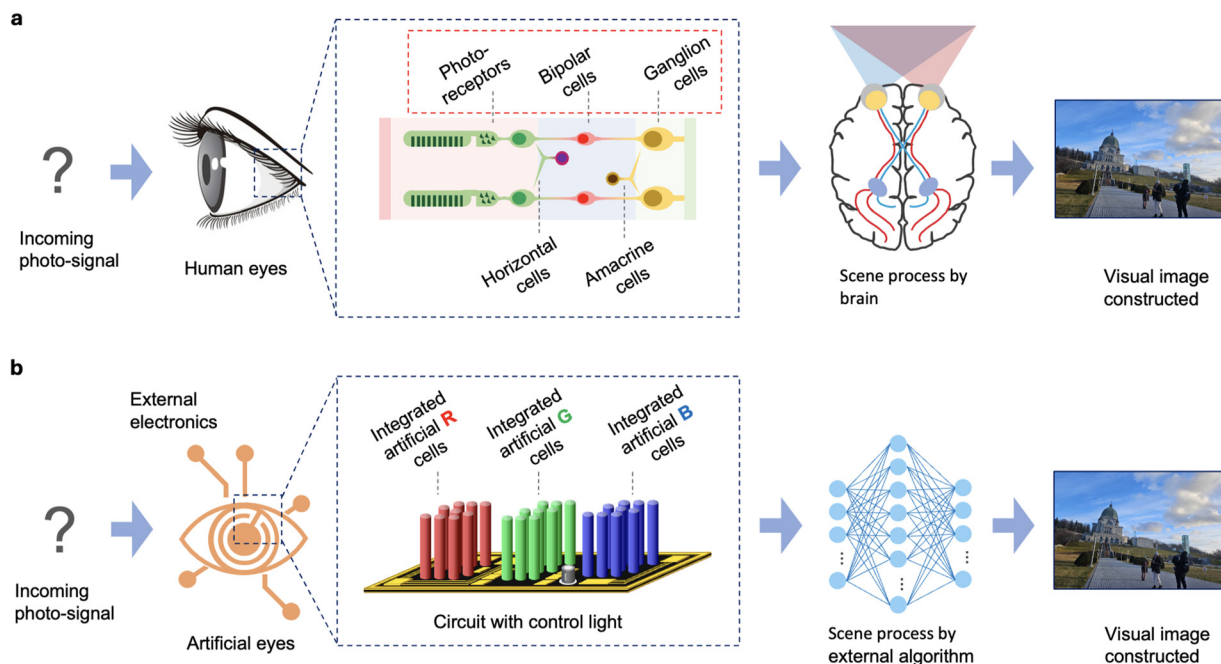 a
Photo-
receptors
Bipolar
cells
Ganglion
cells
?
Incoming
photo-signal
Human eyes
Horizontal
cells
Amacrine
cells
Scene process by
brain
Visual image
constructed
b
External
electronics
Integrated
artificial R
cells
Integrated
artificial G
cells
Integrated
artificial B
cells
?
Incoming
photo-signal
Artificial eyes
Circuit with control light
Scene process by
external algorithm
Visual image
constructed